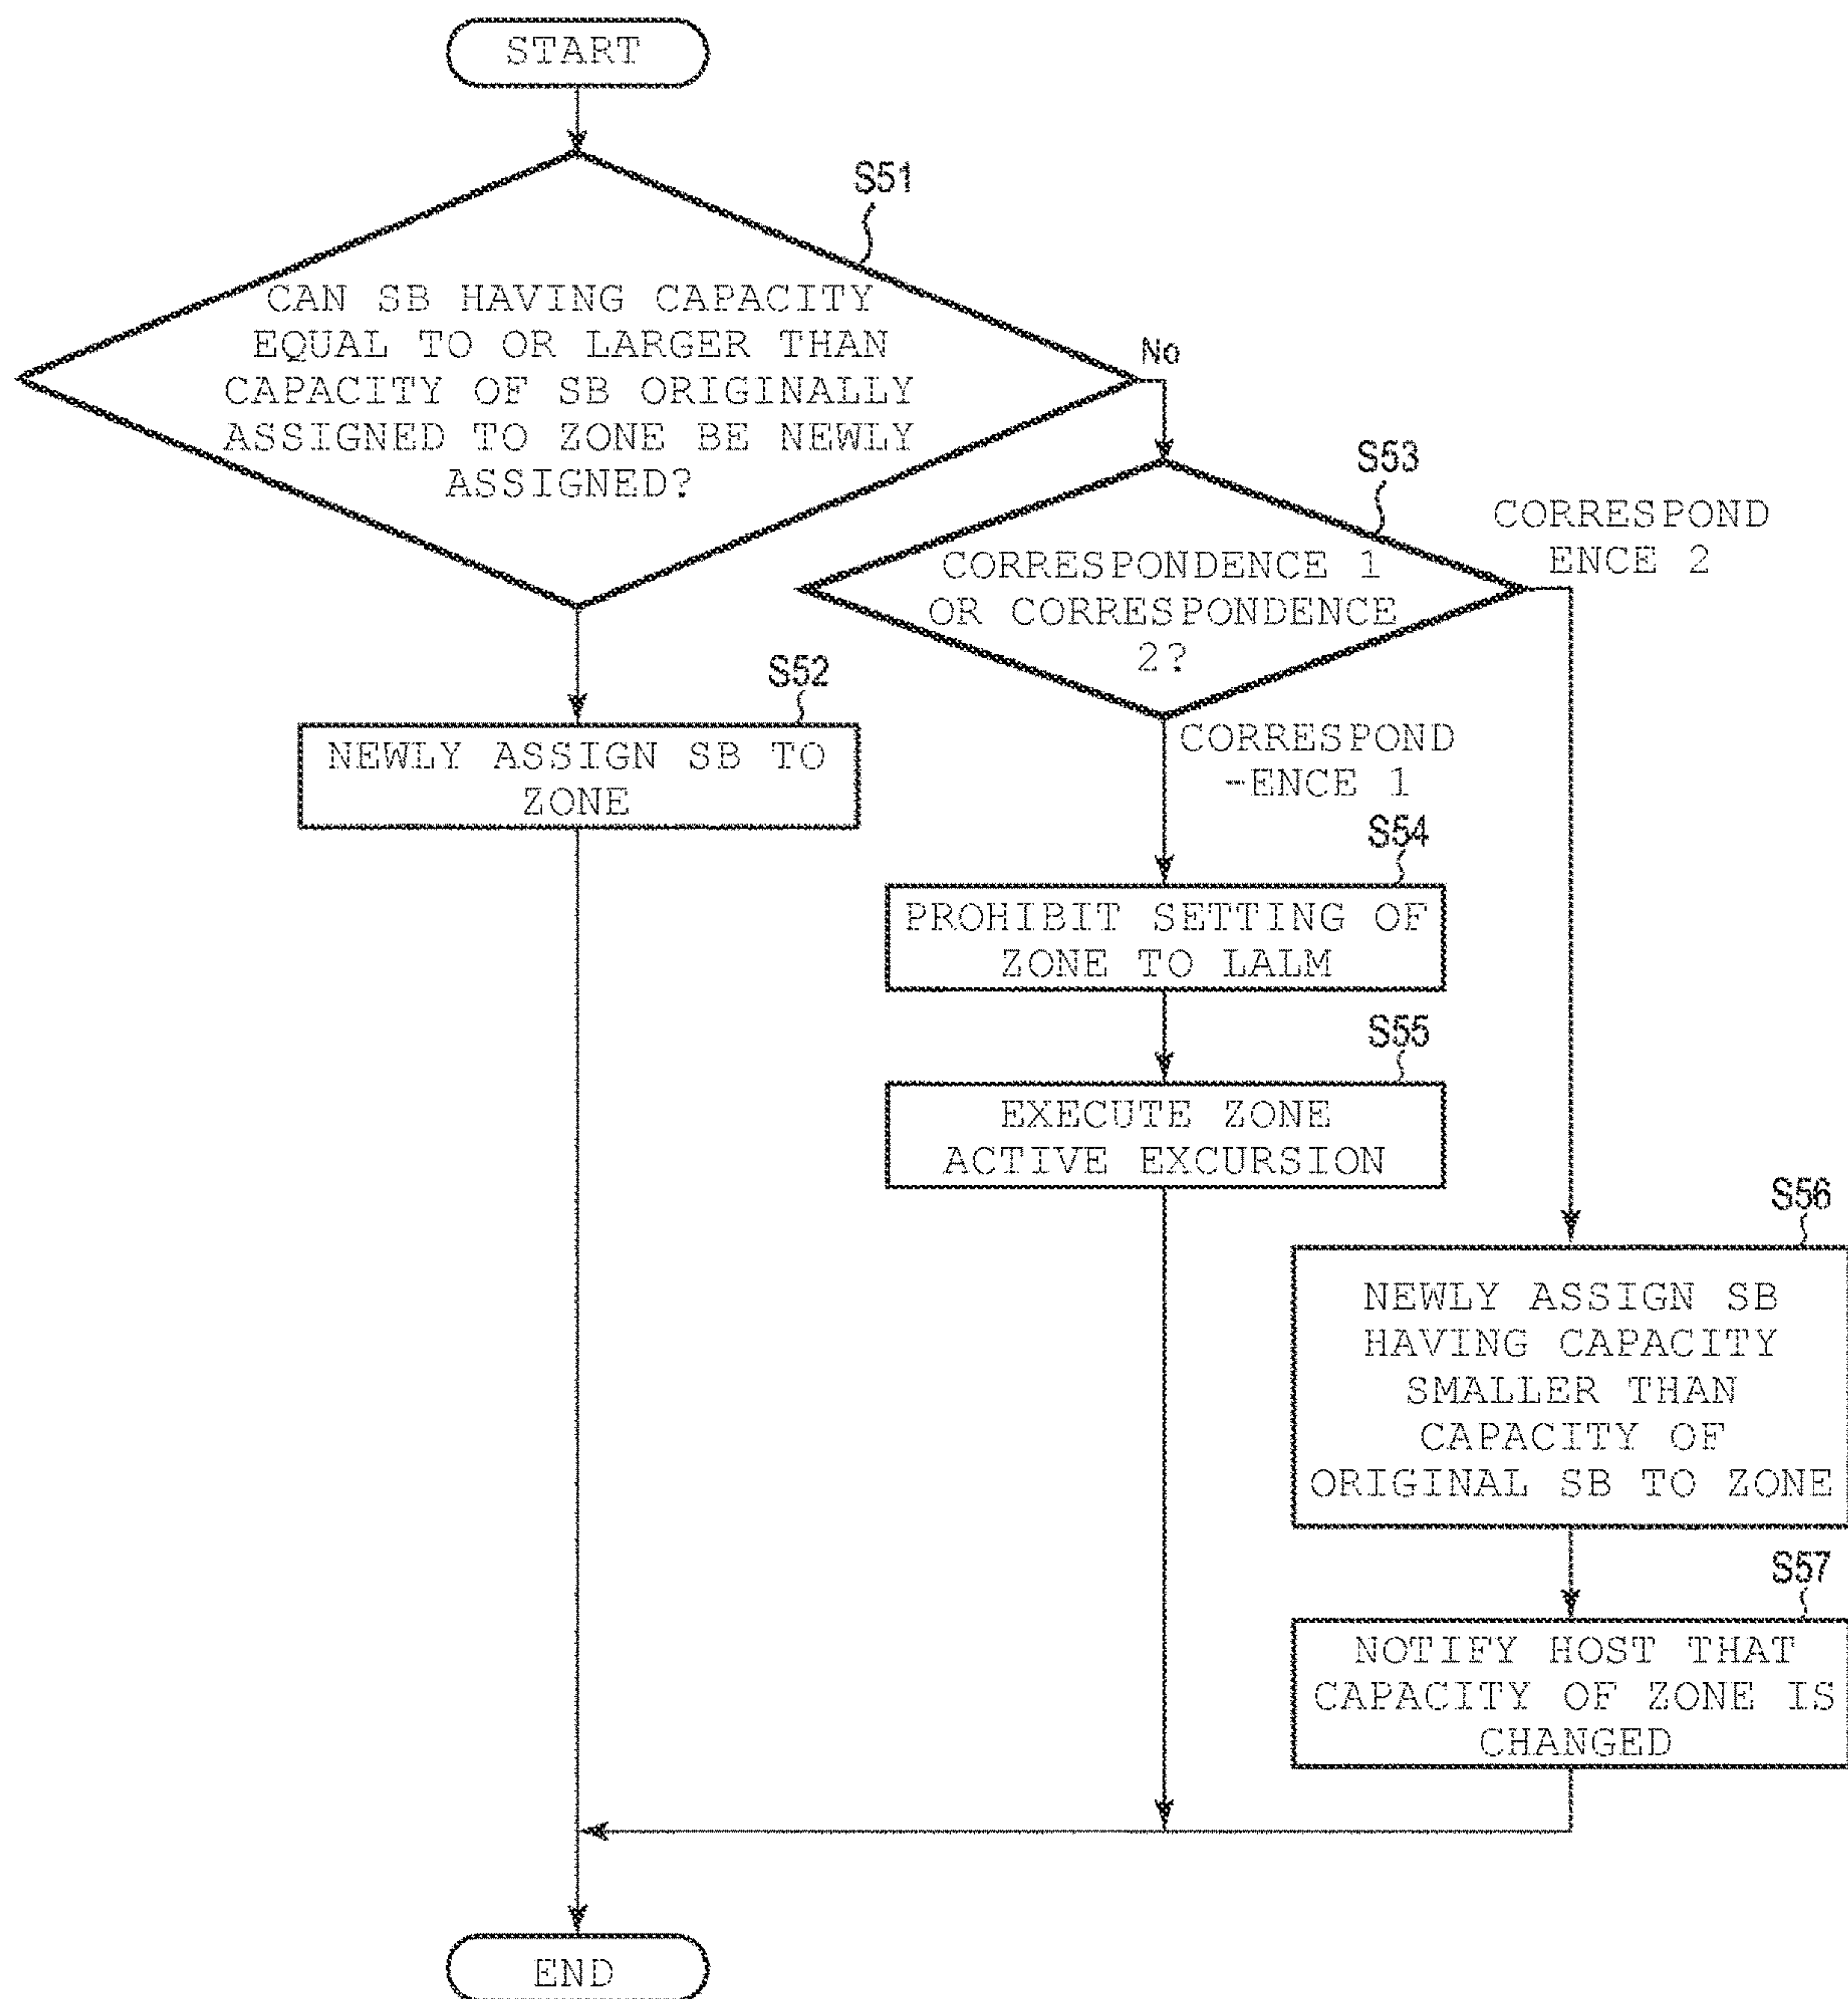 START
S51
CAN SB HAVING CAPACITY
EQUAL TO OR LARGER THAN
CAPACITY OF SB ORIGINALLY
ASSIGNED TO ZONE BE NEWLY
ASSIGNED?
No
S52
NEWLY ASSIGN SB TO
ZONE
S53
CORRESPONDENCE 1
OR CORRESPONDENCE
2?
CORRESPOND
ENCE 2
CORRESPOND
-ENCE 1
S54
PROHIBIT SETTING OF
ZONE TO LALM
S55
EXECUTE ZONE
ACTIVE EXCURSION
S56
NEWLY ASSIGN SB
HAVING CAPACITY
SMALLER THAN
CAPACITY OF
ORIGINAL SB TO ZONE
S57
NOTIFY HOST THAT
CAPACITY OF ZONE IS
CHANGED
END